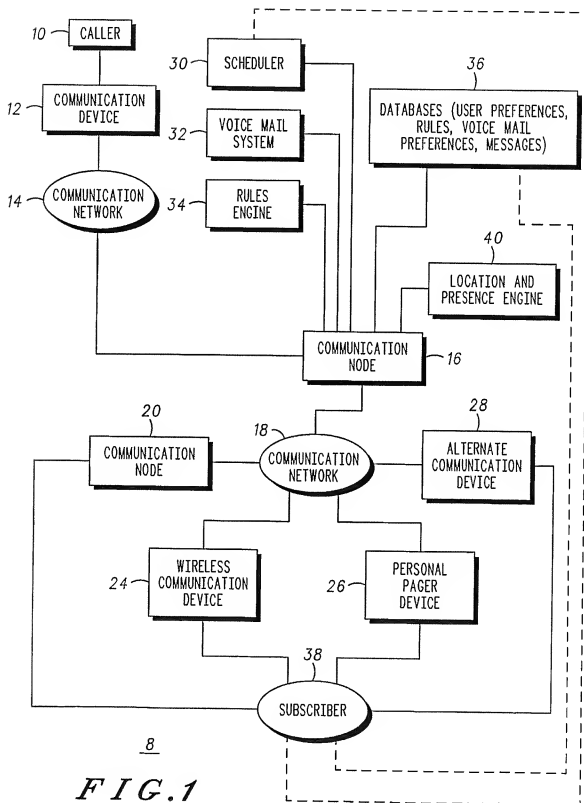 10
CALLER
12
COMMUNICATION
DEVICE
14
COMMUNICATION
NETWORK
30
SCHEDULER
32
VOICE MAIL
SYSTEM
34
RULES
ENGINE
36
DATABASES (USER PREFERENCES,
RULES, VOICE MAIL
PREFERENCES, MESSAGES)
40
LOCATION AND
PRESENCE ENGINE
COMMUNICATION
NODE
16
20
COMMUNICATION
NODE
18
COMMUNICATION
NETWORK
28
ALTERNATE
COMMUNICATION
DEVICE
24
WIRELESS
COMMUNICATION
DEVICE
26
PERSONAL
PAGER
DEVICE
38
SUBSCRIBER
8
FIG.1